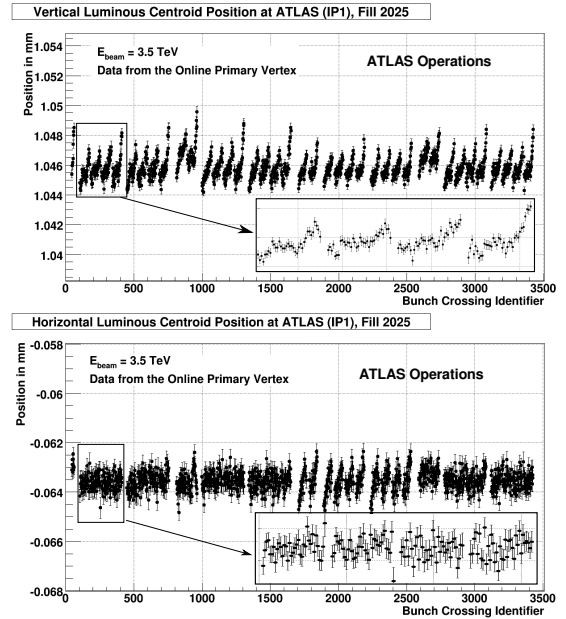 Vertical Luminous Centroid Position at ATLAS (IP1), Fill 2025
Position in mm
1.054
1.052
1.05
1.048
1.046
1.044
1.042
1.04
E beam = 3.5 TeV
Data from the Online Primary Vertex
ATLAS Operations
0 500 1000 1500 2000 2500 3000 3500
Bunch Crossing Identifier
Horizontal Luminous Centroid Position at ATLAS (IP1), Fill 2025
Position in mm
-0.058
-0.06
-0.062
-0.064
-0.066
-0.068
E beam = 3.5 TeV
Data from the Online Primary Vertex
ATLAS Operations
0 500 1000 1500 2000 2500 3000 3500
Bunch Crossing Identifier